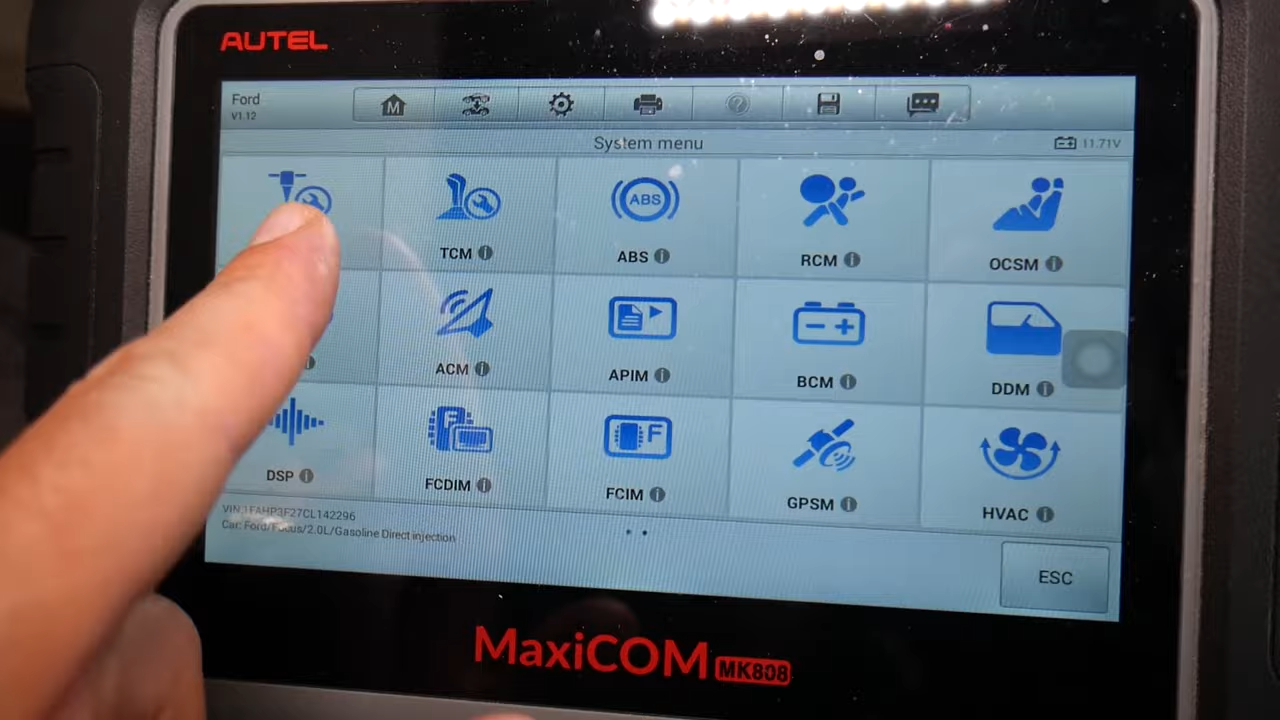 AUTEL
Ford
V1.12
M
System menu
11.71V
ABS
TCM
ABS
RCM
OCSM
ACM
APIM
BCM
DDM
F
F
DSP
FCDIM
FCIM
GPSM
HVAC
VIN:1FAHP3F27CL142296
Car: Ford/Focus/2.0L/Gasoline Direct injection
ESC
MaxiCOM MK808